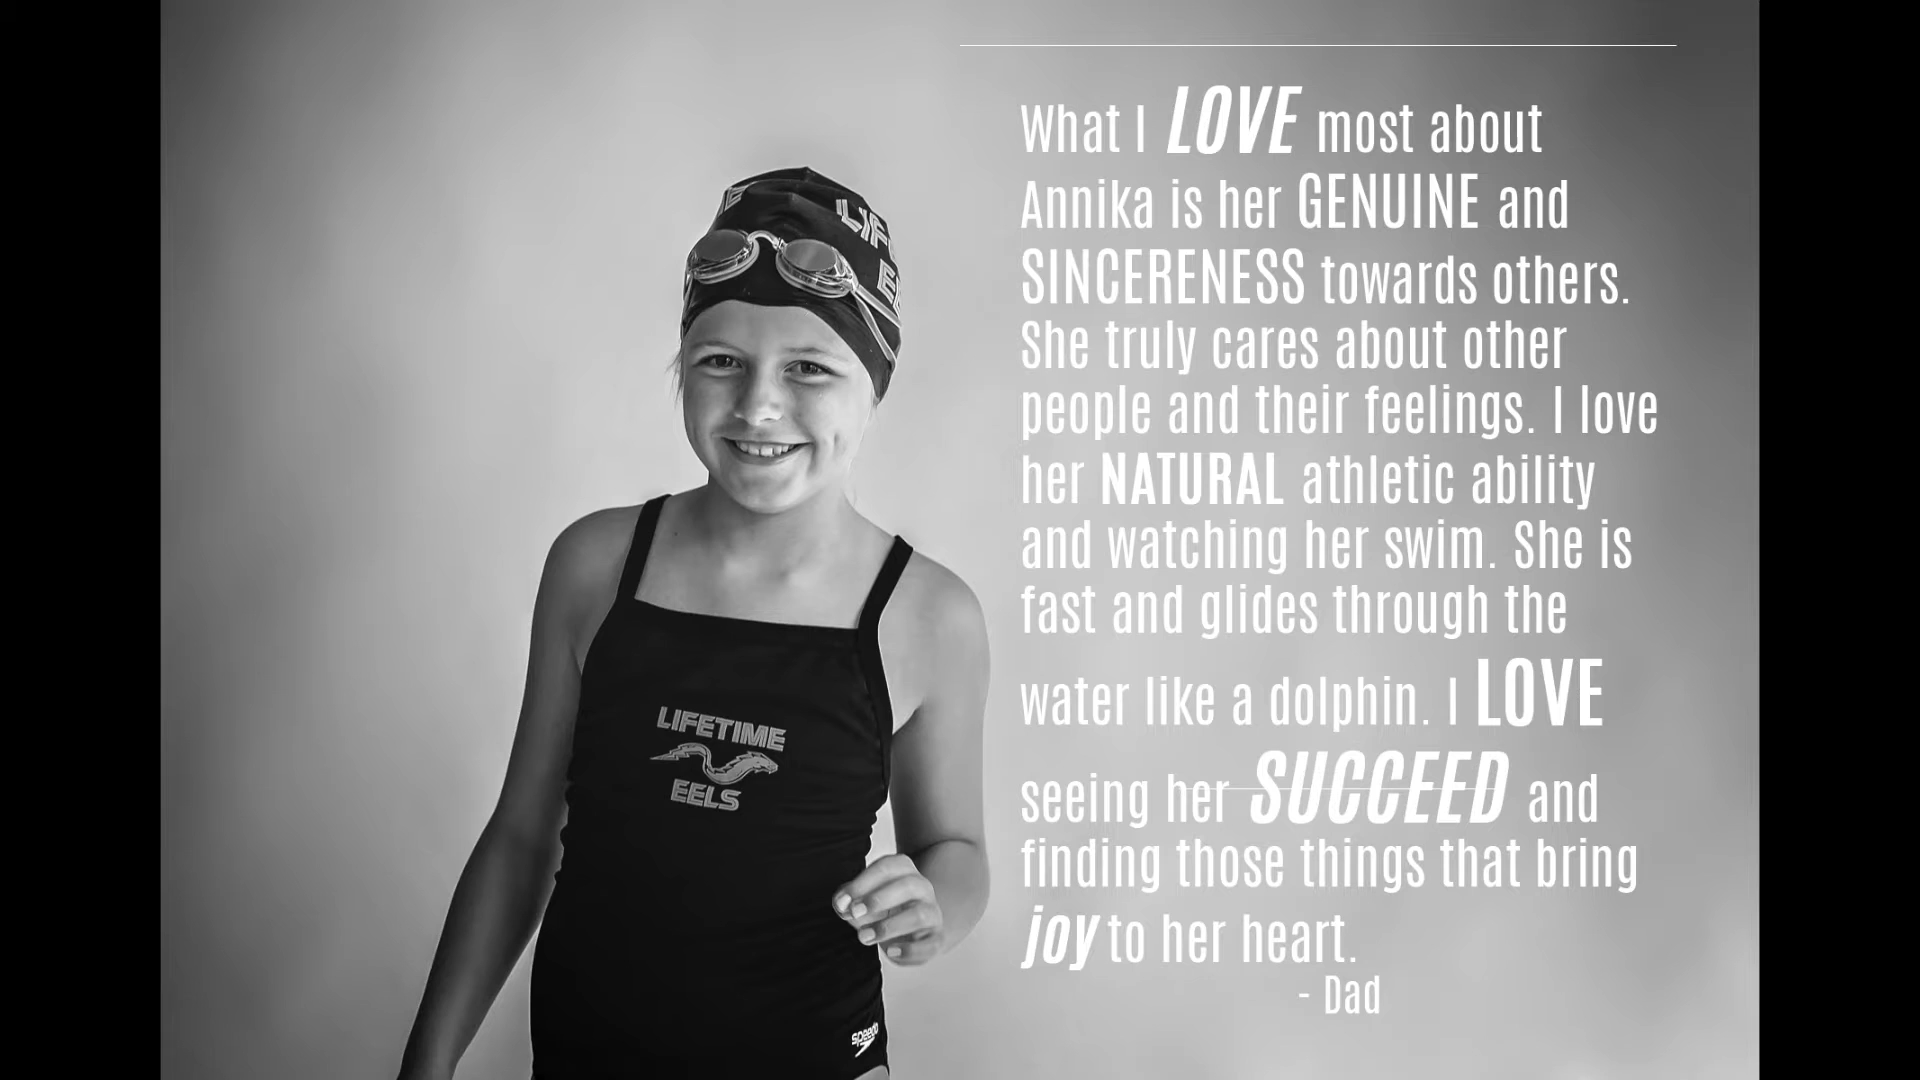 What I LOVE most about
Annika is her GENUINE and
SINCERENESS towards others.
She truly cares about other
people and their feelings. I love
her NATURAL athletic ability
and watching her swim. She is
fast and glides through the
water like a dolphin. I LOVE
seeing her SUCCEED and
finding those things that bring
joy to her heart.
- Dad
LIFETIME
EELS
speedo